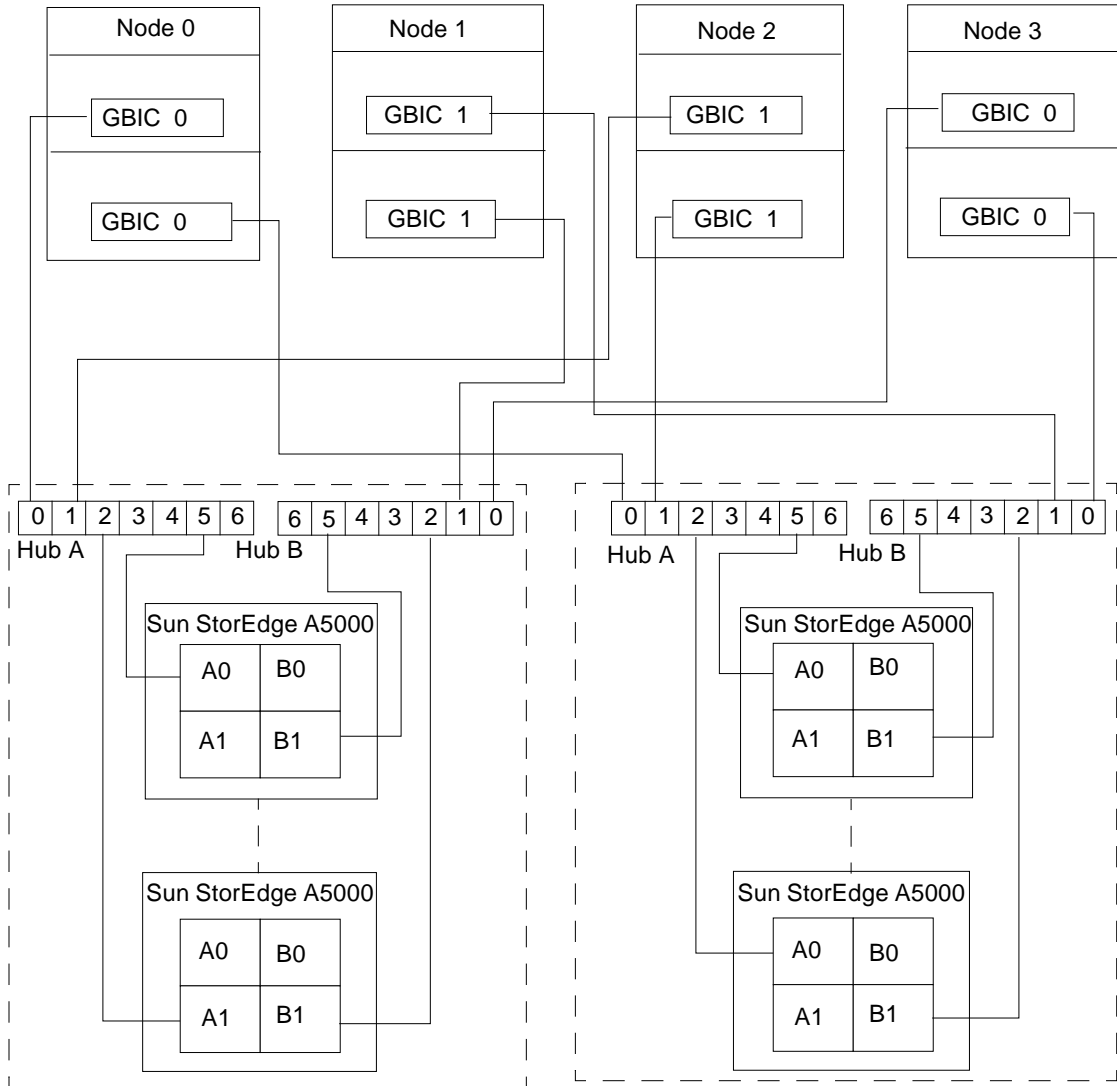 Node 0
Node 1
Node 2
Node 3
GBIC 0
GBIC 1
GBIC 1
GBIC 0
GBIC 0
GBIC 1
GBIC 1
GBIC 0
0 1 2 3 4 5 6
6 5 4 3 2 1 0
0 1 2 3 4 5 6
6 5 4 3 2 1 0
Hub A
Hub B
Hub A
Hub B
Sun StorEdge A5000
A0 B0
A1 B1
Sun StorEdge A5000
A0 B0
A1 B1
Sun StorEdge A5000
A0 B0
A1 B1
Sun StorEdge A5000
A0 B0
A1 B1